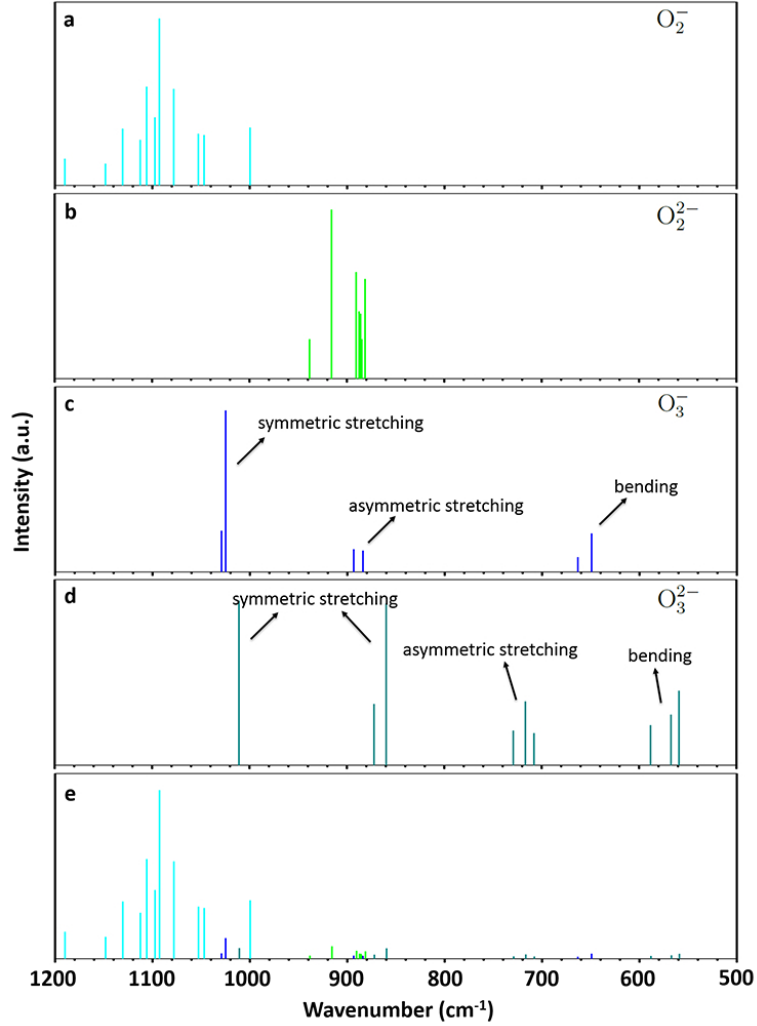 a
O₂⁻
b
O₂²⁻
c
O₃⁻
symmetric stretching
asymmetric stretching
bending
d
O₃²⁻
symmetric stretching
asymmetric stretching
bending
e
Intensity (a.u.)
1200 1100 1000 900 800 700 600 500
Wavenumber (cm⁻¹)